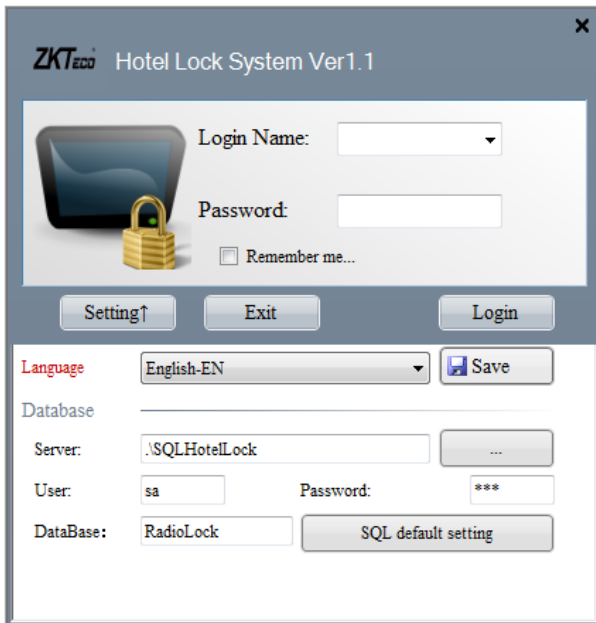 ZKTeco Hotel Lock System Ver1.1
Login Name:
Password:
Remember me...
Setting↑ Exit Login
Language English-EN Save
Database
Server: .\SQLHotelLock ...
User: sa Password: ***
DataBase: RadioLock SQL default setting